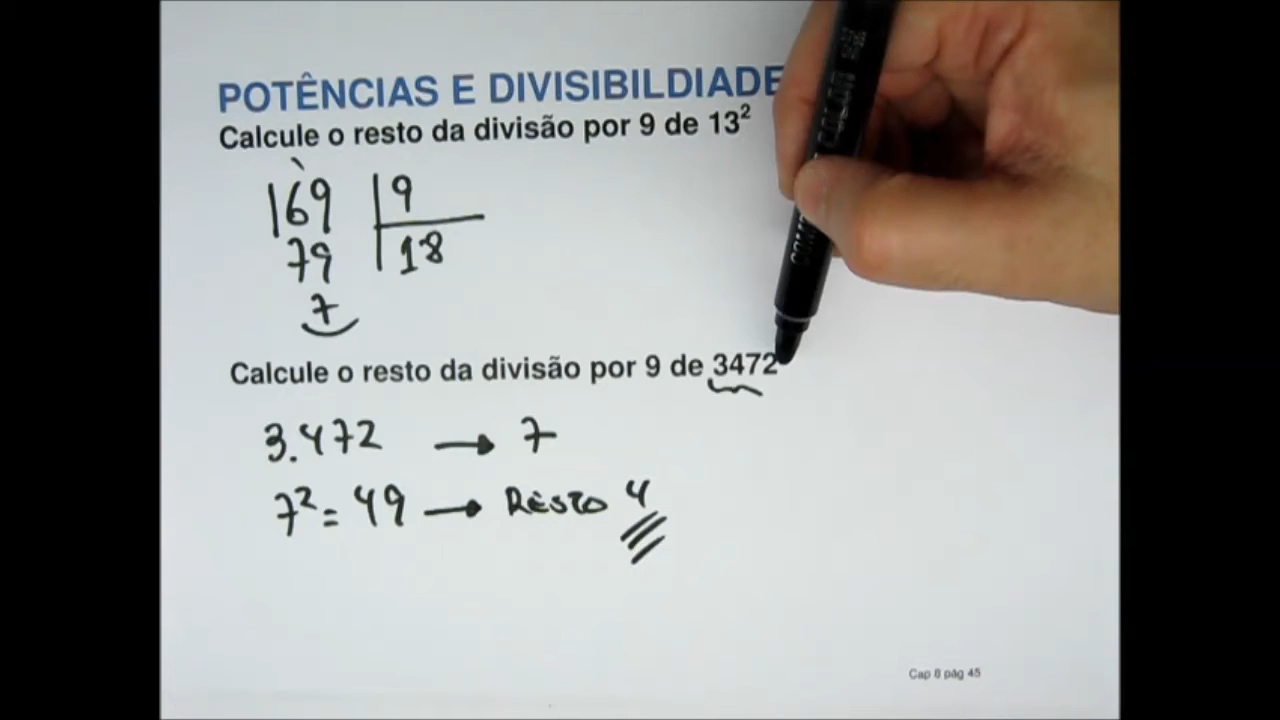 POTÊNCIAS E DIVISIBILDIADE
Calcule o resto da divisão por 9 de 13²
169 9
79 18
7
Calcule o resto da divisão por 9 de 3472
3.472 → 7
7² = 49 → RESTO 4
Cap 8 pág 45